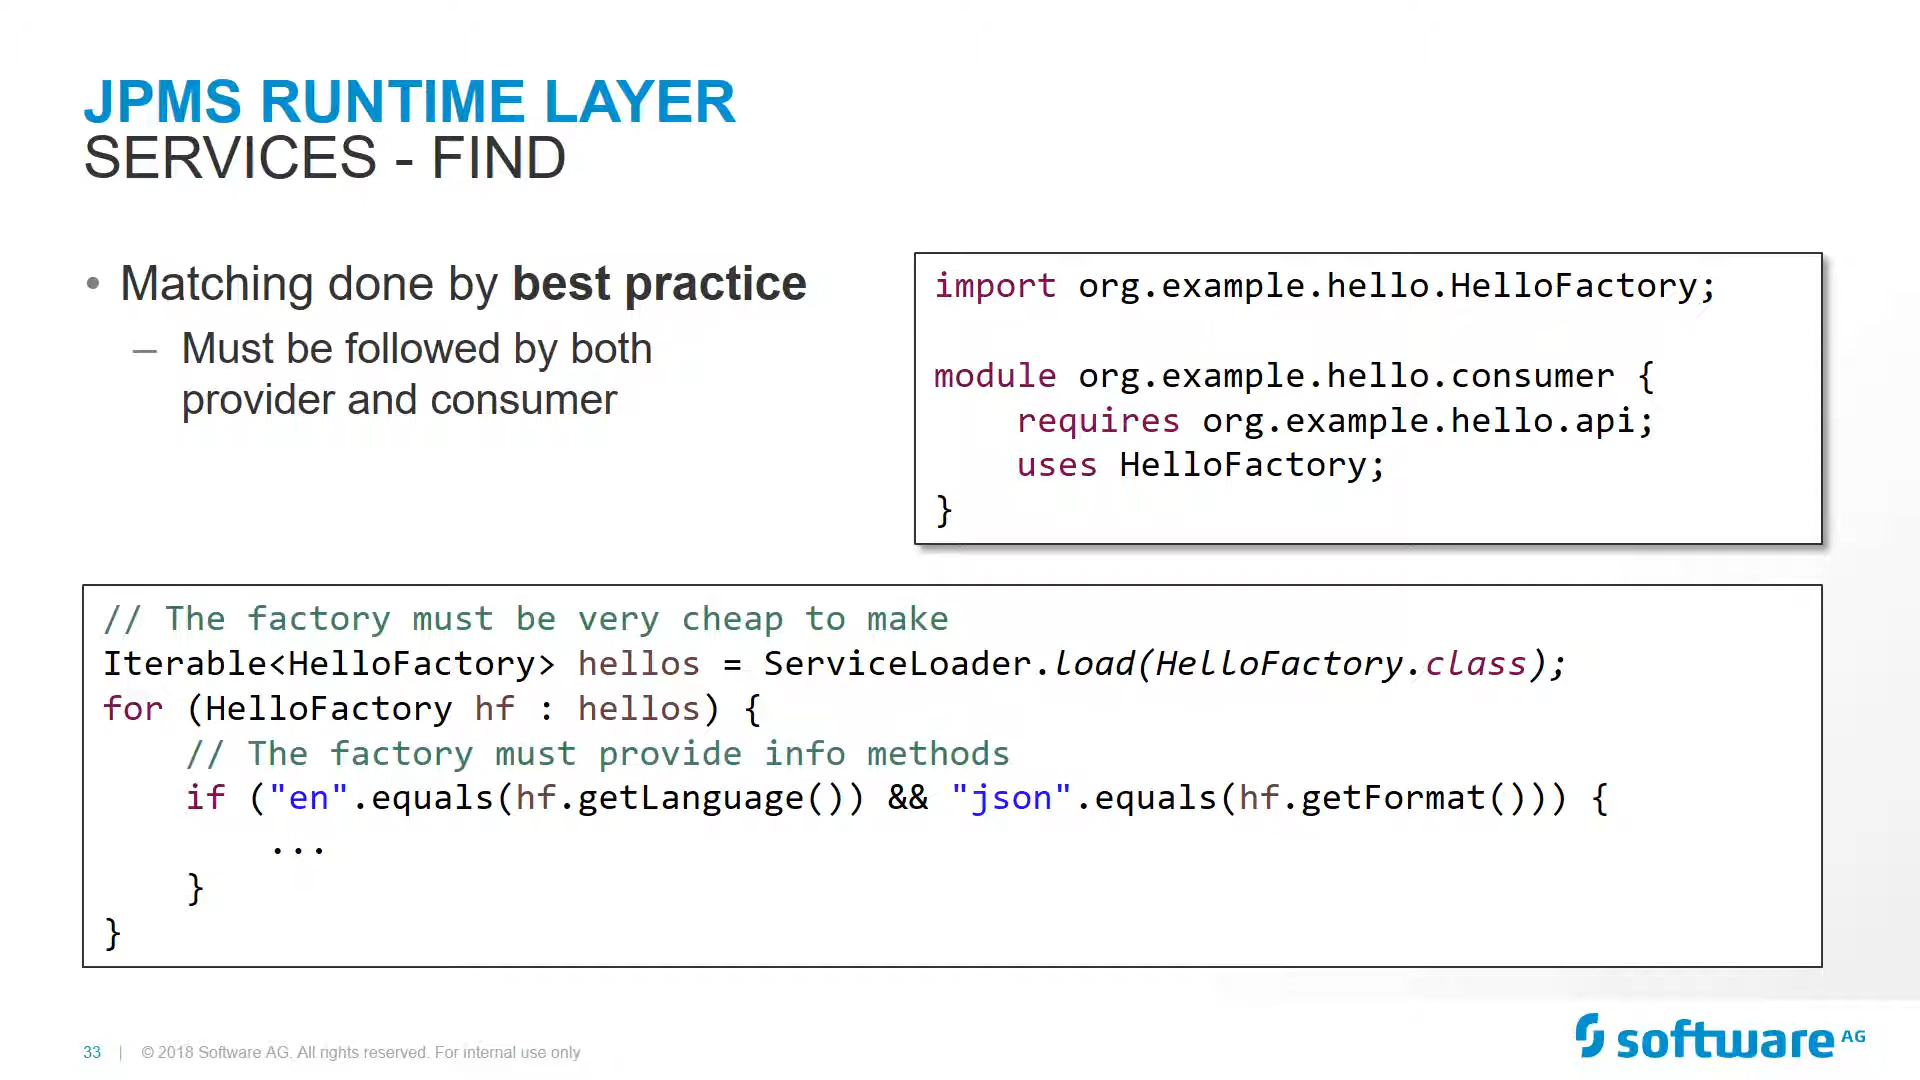 JPMS RUNTIME LAYER
SERVICES - FIND
• Matching done by best practice
– Must be followed by both
provider and consumer
import org.example.hello.HelloFactory;
module org.example.hello.consumer {
    requires org.example.hello.api;
    uses HelloFactory;
}
// The factory must be very cheap to make
Iterable<HelloFactory> hellos = ServiceLoader.load(HelloFactory.class);
for (HelloFactory hf : hellos) {
    // The factory must provide info methods
    if ("en".equals(hf.getLanguage()) && "json".equals(hf.getFormat())) {
        ...
    }
}
33 | © 2018 Software AG. All rights reserved. For internal use only
software AG